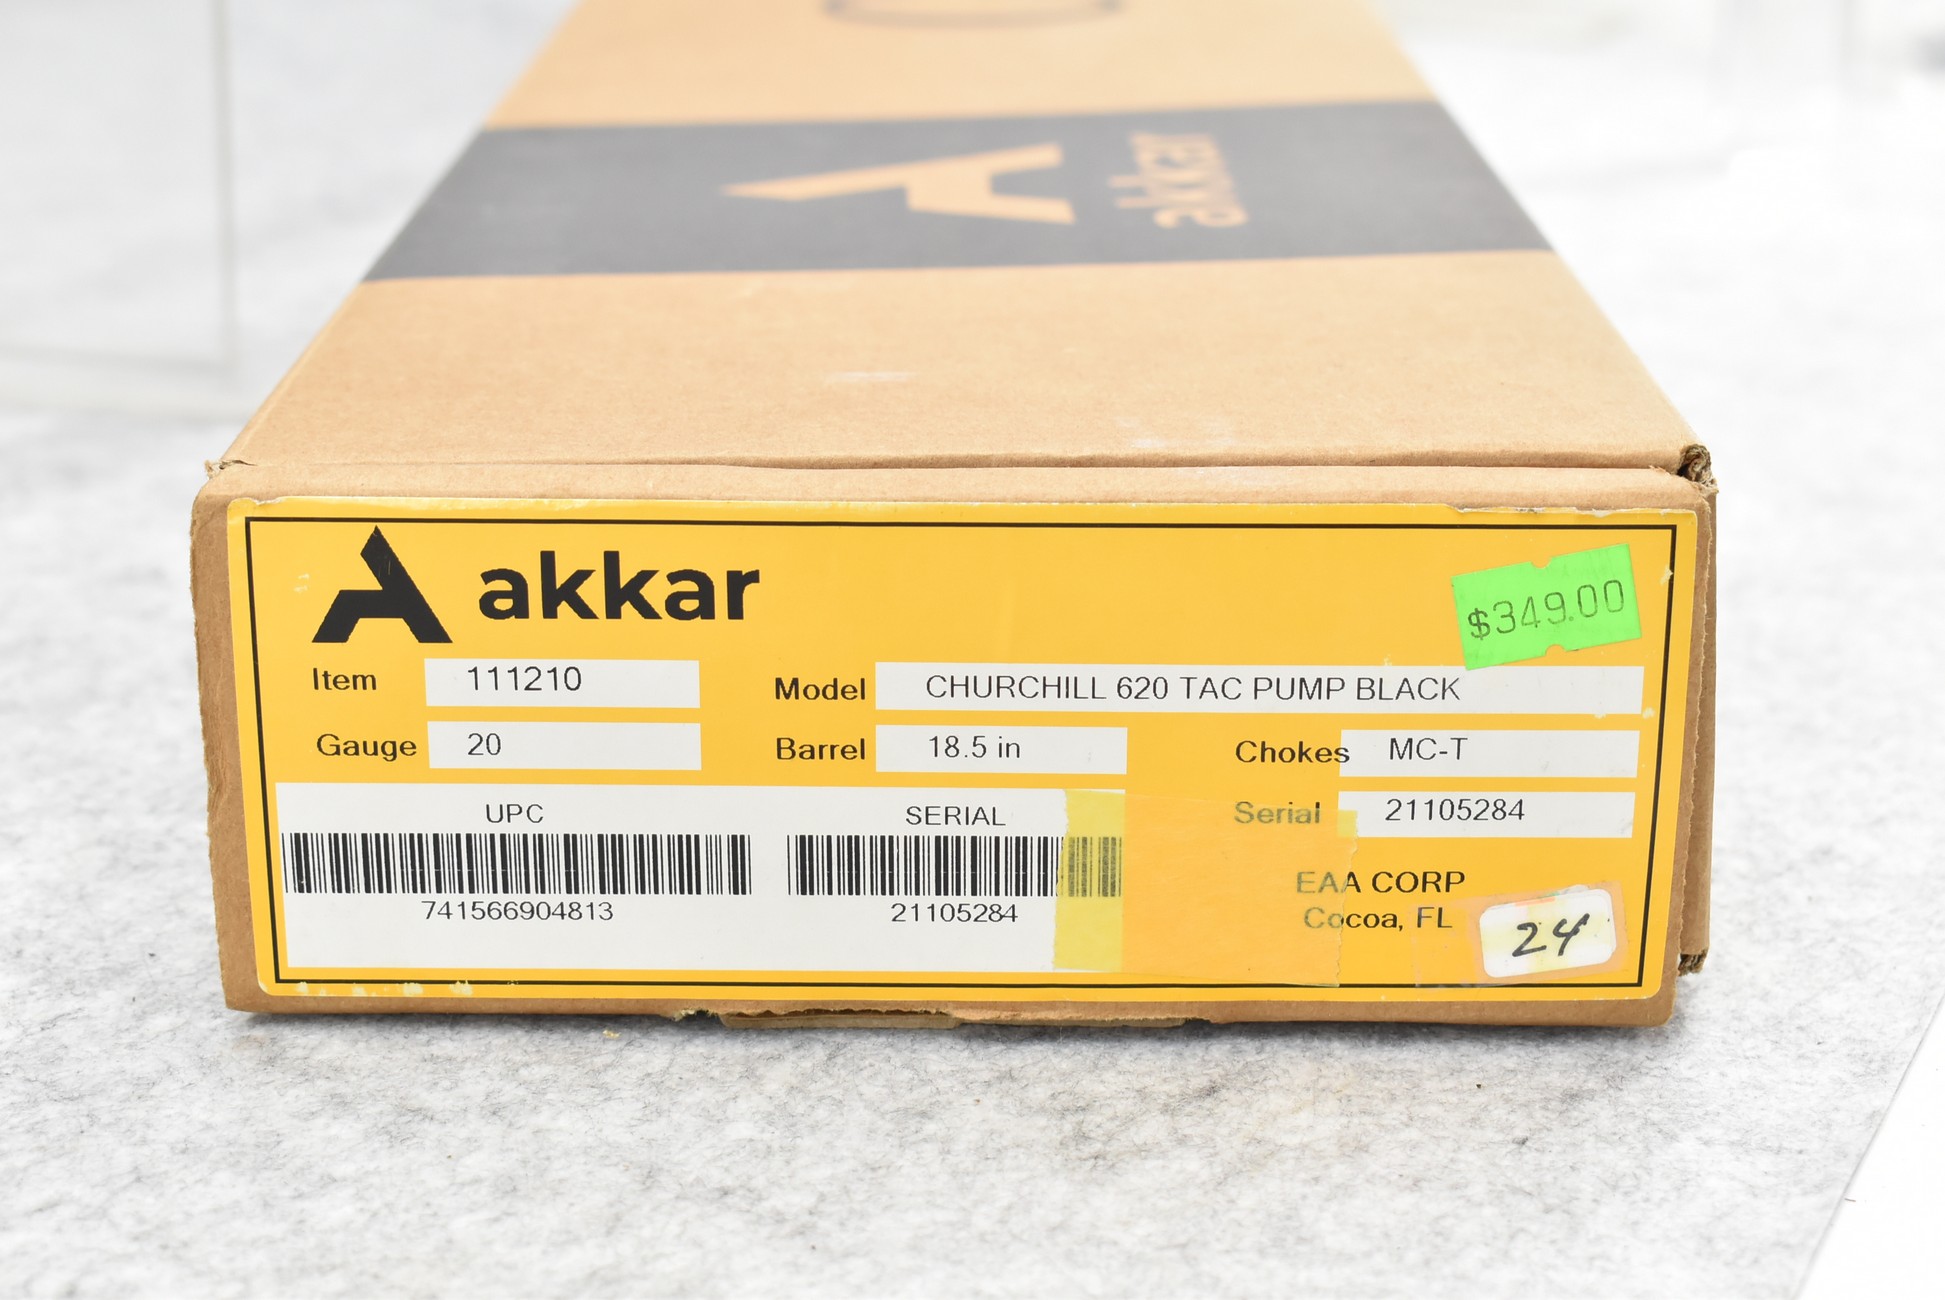 akkar
akkar
$349.00
Item 111210 Model CHURCHILL 620 TAC PUMP BLACK
Gauge 20 Barrel 18.5 in Chokes MC-T
UPC SERIAL Serial 21105284
741566904813 21105284
EAA CORP
Cocoa, FL
24